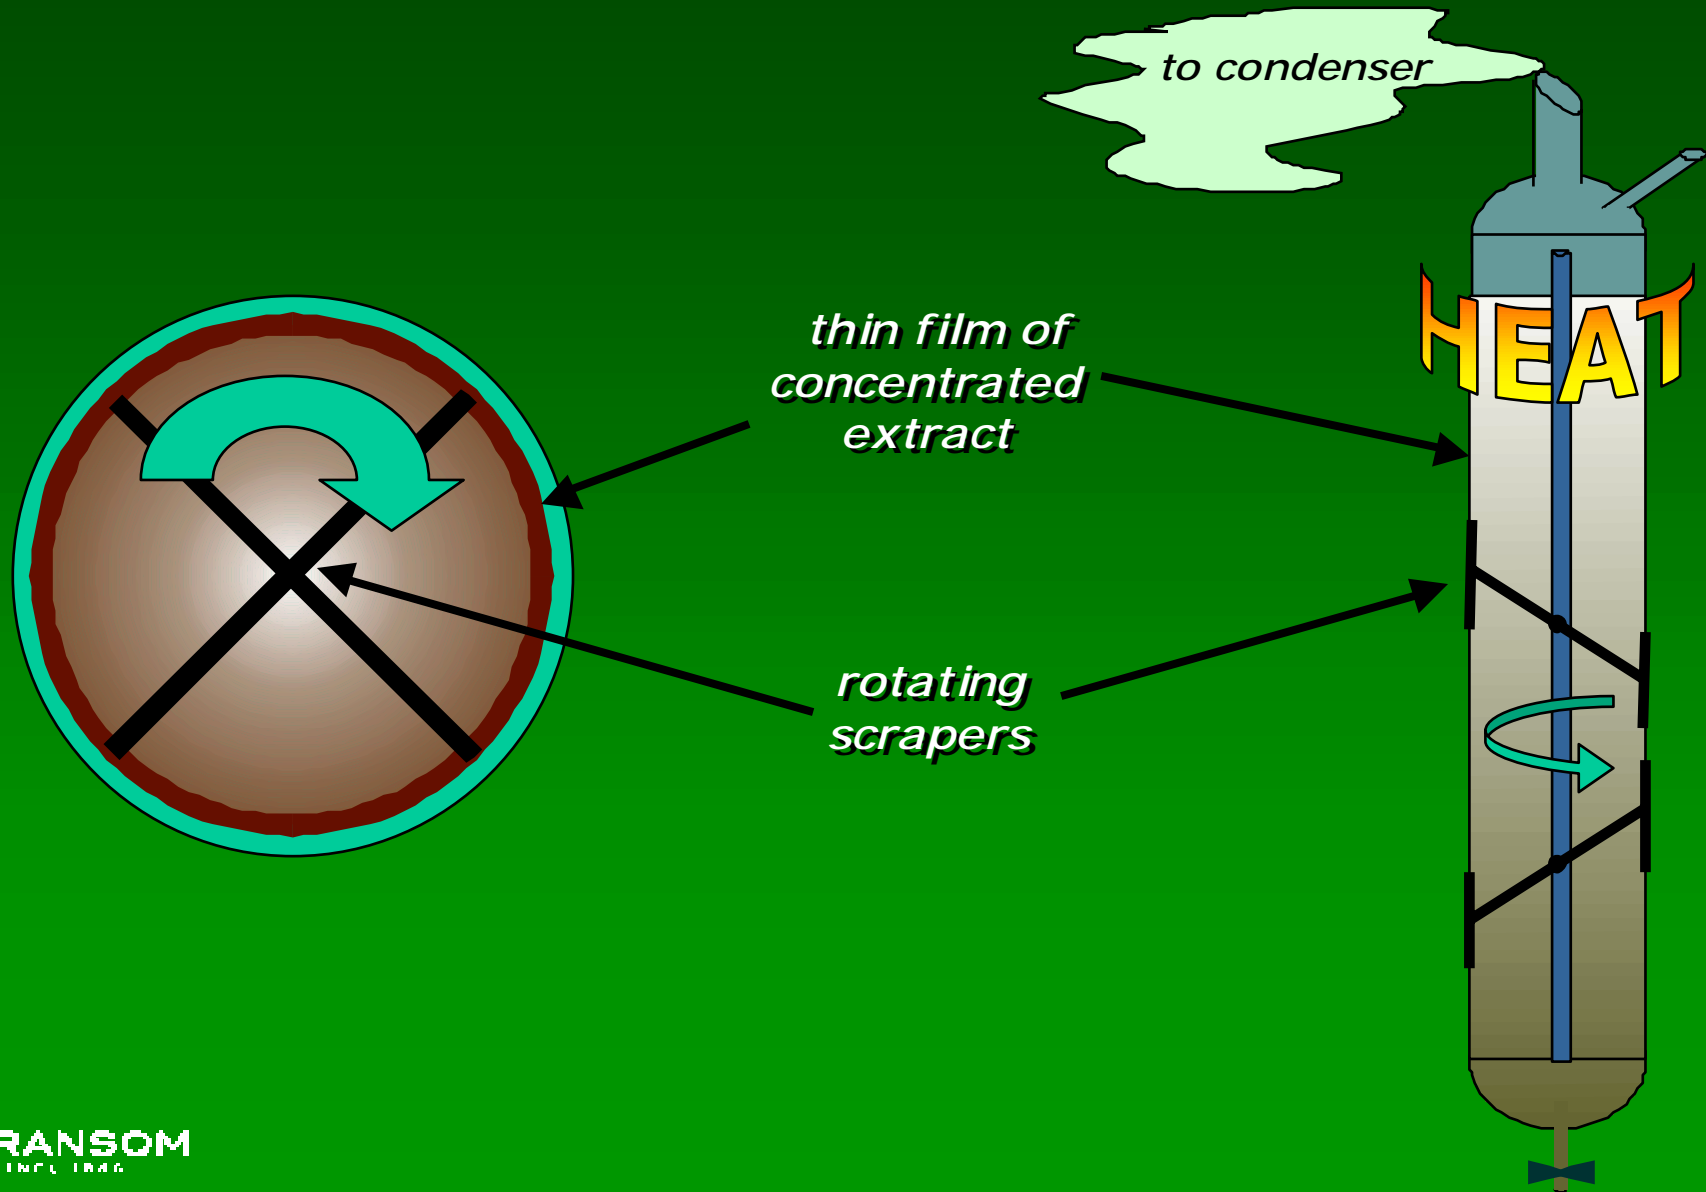 to condenser
HEAT
thin film of
concentrated
extract
rotating
scrapers
RANSOM